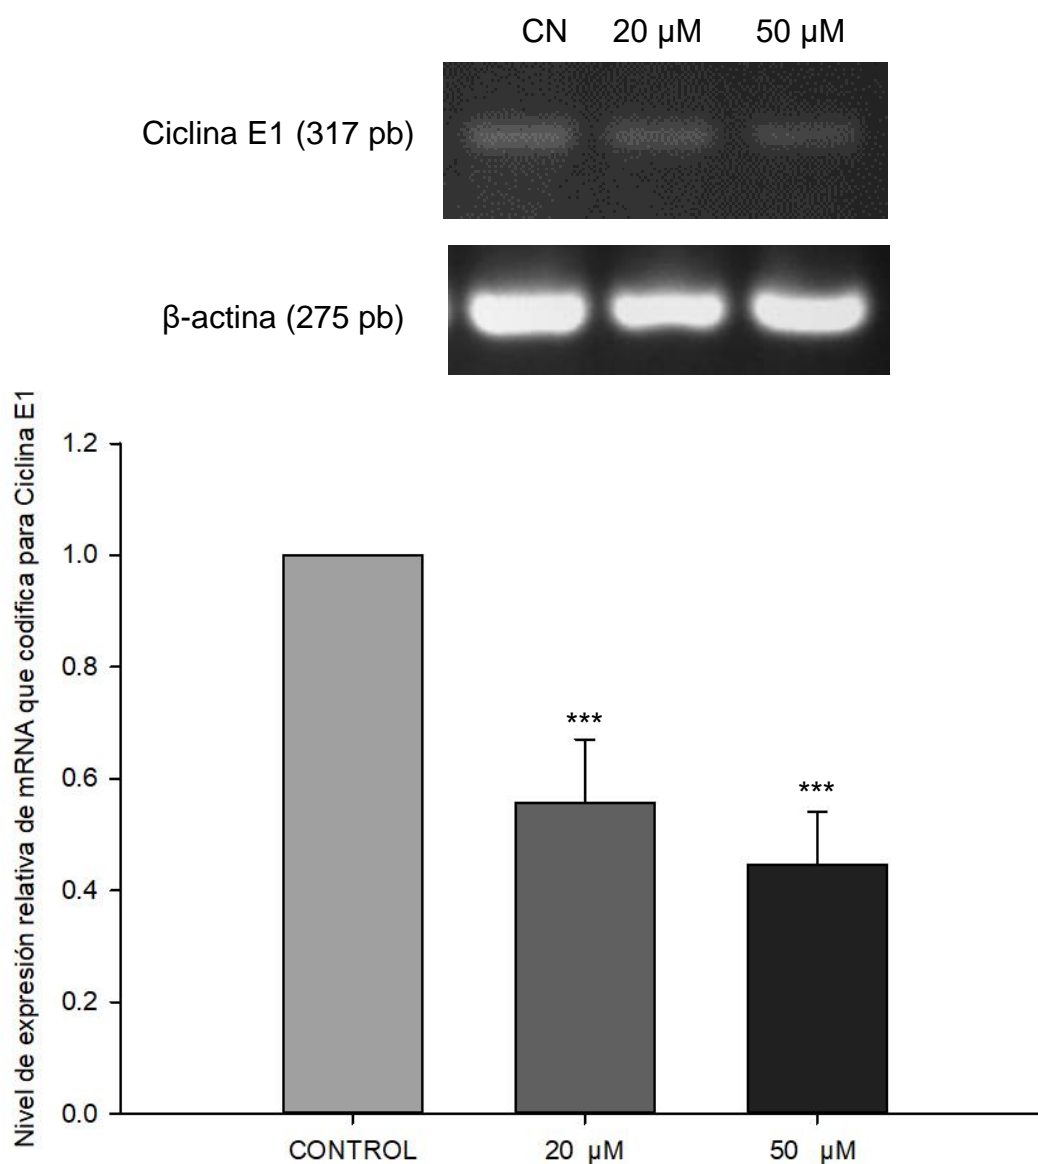 CN 20 µM 50 µM
Ciclina E1 (317 pb)
β-actina (275 pb)
Nivel de expresión relativa de mRNA que codifica para Ciclina E1
1.2
1.0
0.8
0.6
0.4
0.2
0.0
***
***
CONTROL 20 µM 50 µM